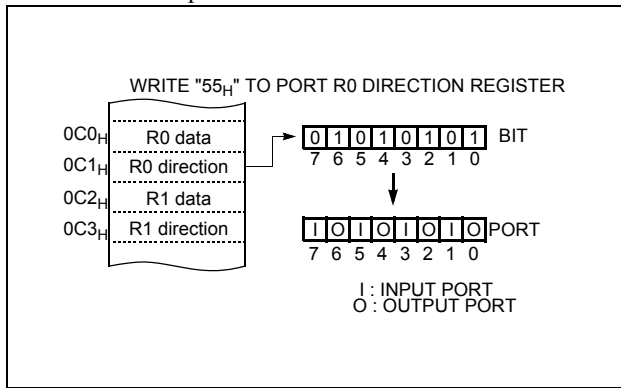 WRITE "55H" TO PORT R0 DIRECTION REGISTER
0C0H R0 data
0C1H R0 direction
0C2H R1 data
0C3H R1 direction
0 1 0 1 0 1 0 1 BIT
7 6 5 4 3 2 1 0
I O I O I O I O PORT
7 6 5 4 3 2 1 0
I : INPUT PORT
O : OUTPUT PORT